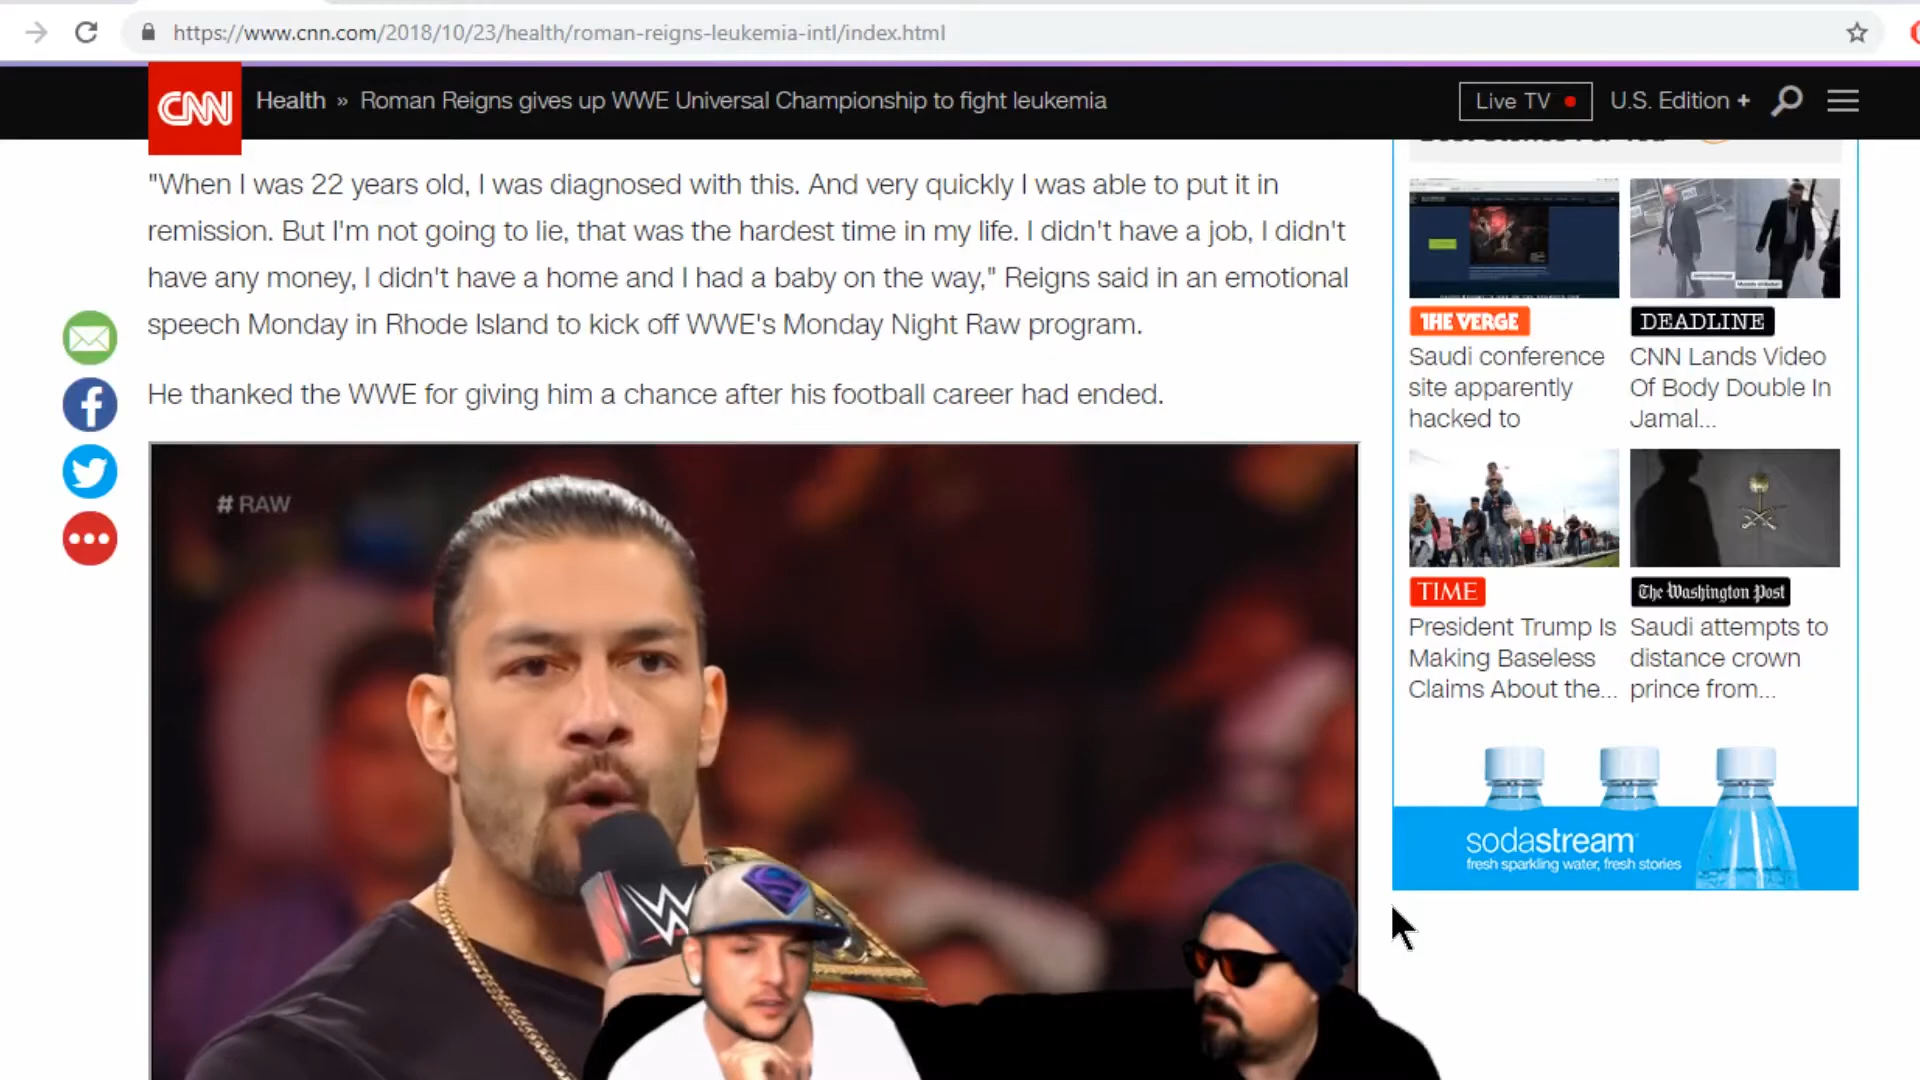 https://www.cnn.com/2018/10/23/health/roman-reigns-leukemia-intl/index.html
CNN
Health » Roman Reigns gives up WWE Universal Championship to fight leukemia
Live TV
U.S. Edition +
"When I was 22 years old, I was diagnosed with this. And very quickly I was able to put it in
remission. But I'm not going to lie, that was the hardest time in my life. I didn't have a job, I didn't
have any money, I didn't have a home and I had a baby on the way," Reigns said in an emotional
speech Monday in Rhode Island to kick off WWE's Monday Night Raw program.
He thanked the WWE for giving him a chance after his football career had ended.
# RAW
W
THE VERGE
Saudi conference
site apparently
hacked to
DEADLINE
CNN Lands Video
Of Body Double In
Jamal...
TIME
President Trump Is
Making Baseless
Claims About the...
The Washington Post
Saudi attempts to
distance crown
prince from...
sodastream
fresh sparkling water, fresh stories